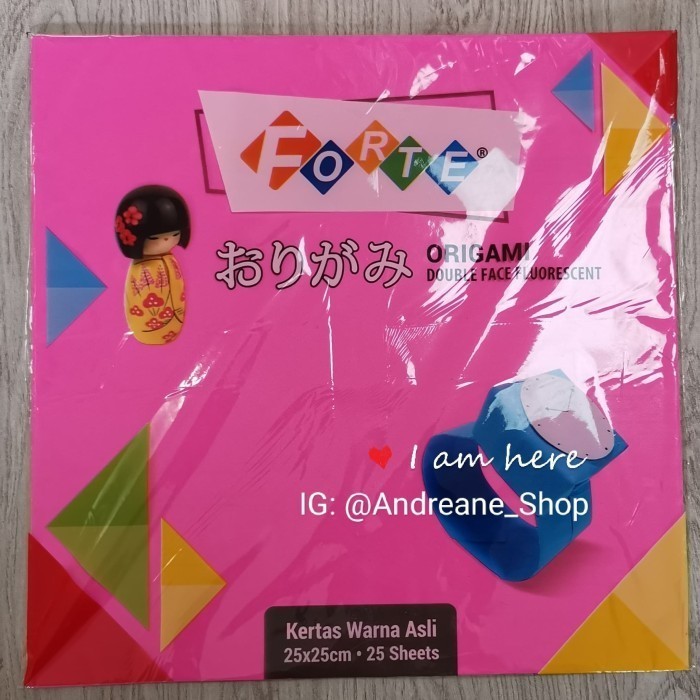 FORTE®
おりがみ
ORIGAMI
DOUBLE FACE FLUORESCENT
I am here
IG: @Andreane_Shop
Kertas Warna Asli
25x25cm • 25 Sheets